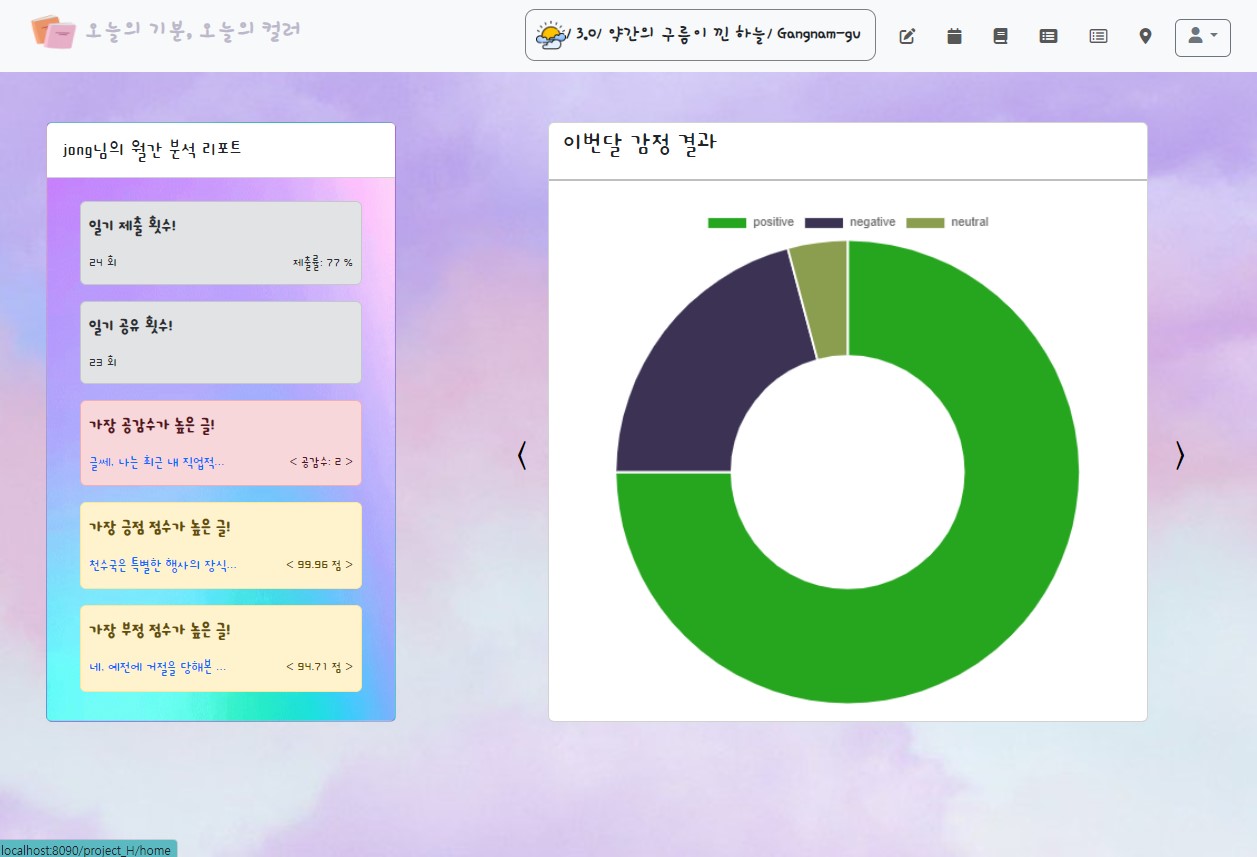 오늘의 기분, 오늘의 컬러
/ 3.0/ 약간의 구름이 낀 하늘/ Gangnam-gu
jong님의 월간 분석 리포트
일기 제출 횟수!
24 회 제출률: 77 %
일기 공유 횟수!
23 회
가장 공감수가 높은 글!
글쎄, 나는 최근 내 직업적... < 공감수: 2 >
가장 긍정 점수가 높은 글!
천수국은 특별한 행사의 장식... < 99.96 점 >
가장 부정 점수가 높은 글!
네, 예전에 거절을 당해본 ... < 94.71 점 >
이번달 감정 결과
positive negative neutral
localhost:8090/project_H/home